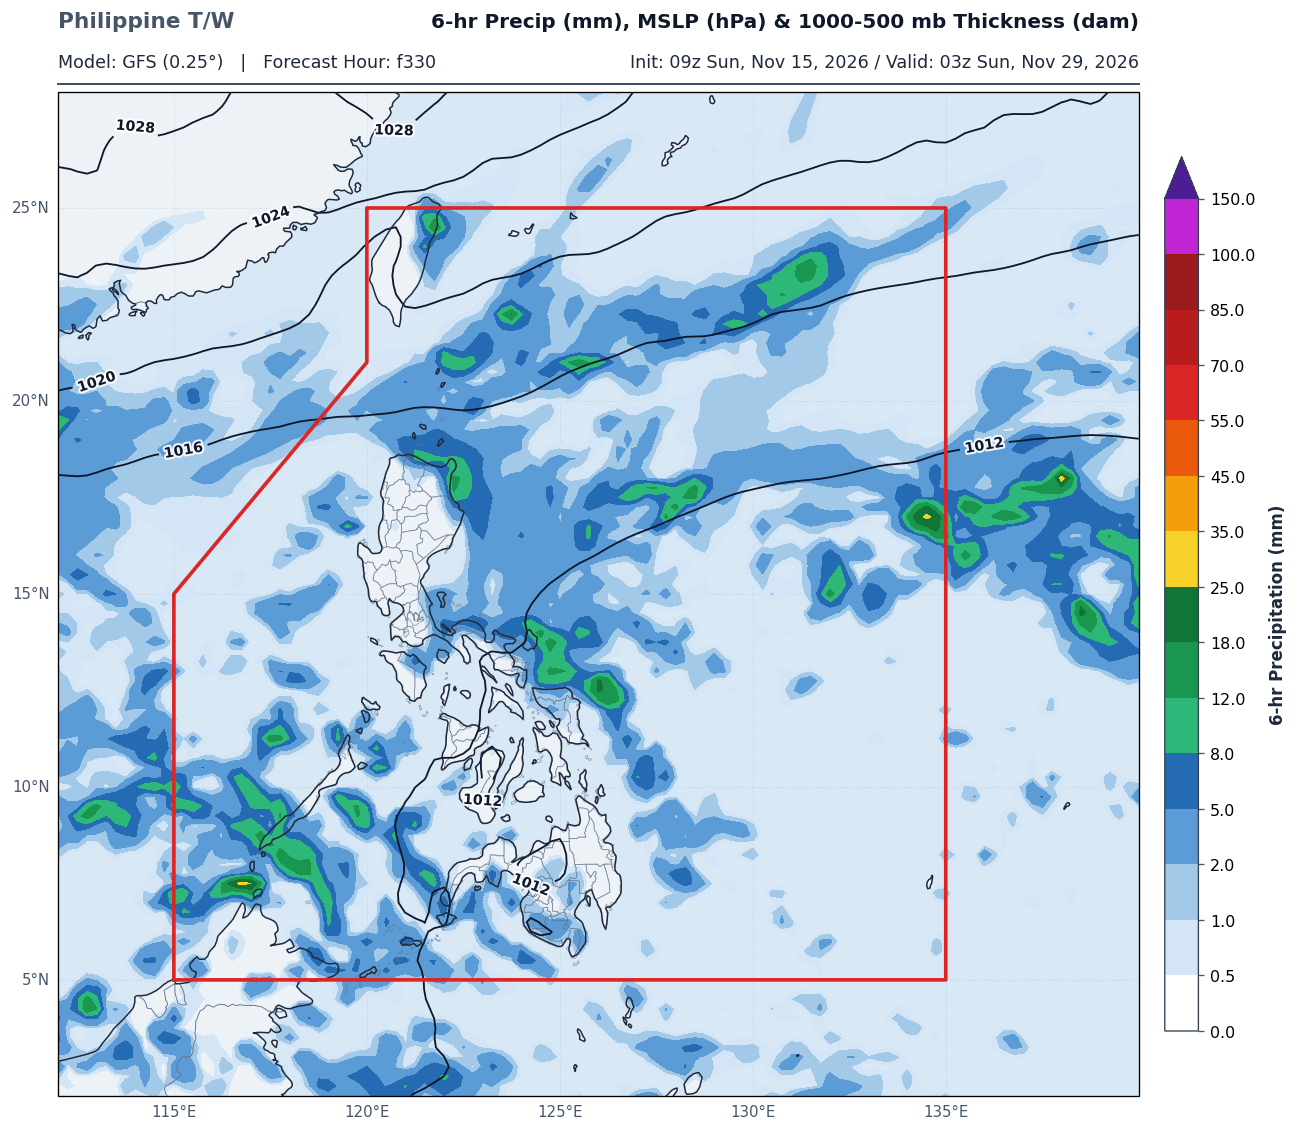 Philippine T/W
6-hr Precip (mm), MSLP (hPa) & 1000-500 mb Thickness (dam)
Model: GFS (0.25°) | Forecast Hour: f330
Init: 09z Sun, Nov 15, 2026 / Valid: 03z Sun, Nov 29, 2026
1028
1028
1024
1020
1016
1012
1012
1012
25°N
20°N
15°N
10°N
5°N
115°E
120°E
125°E
130°E
135°E
150.0
100.0
85.0
70.0
55.0
45.0
35.0
25.0
18.0
12.0
8.0
5.0
2.0
1.0
0.5
0.0
6-hr Precipitation (mm)